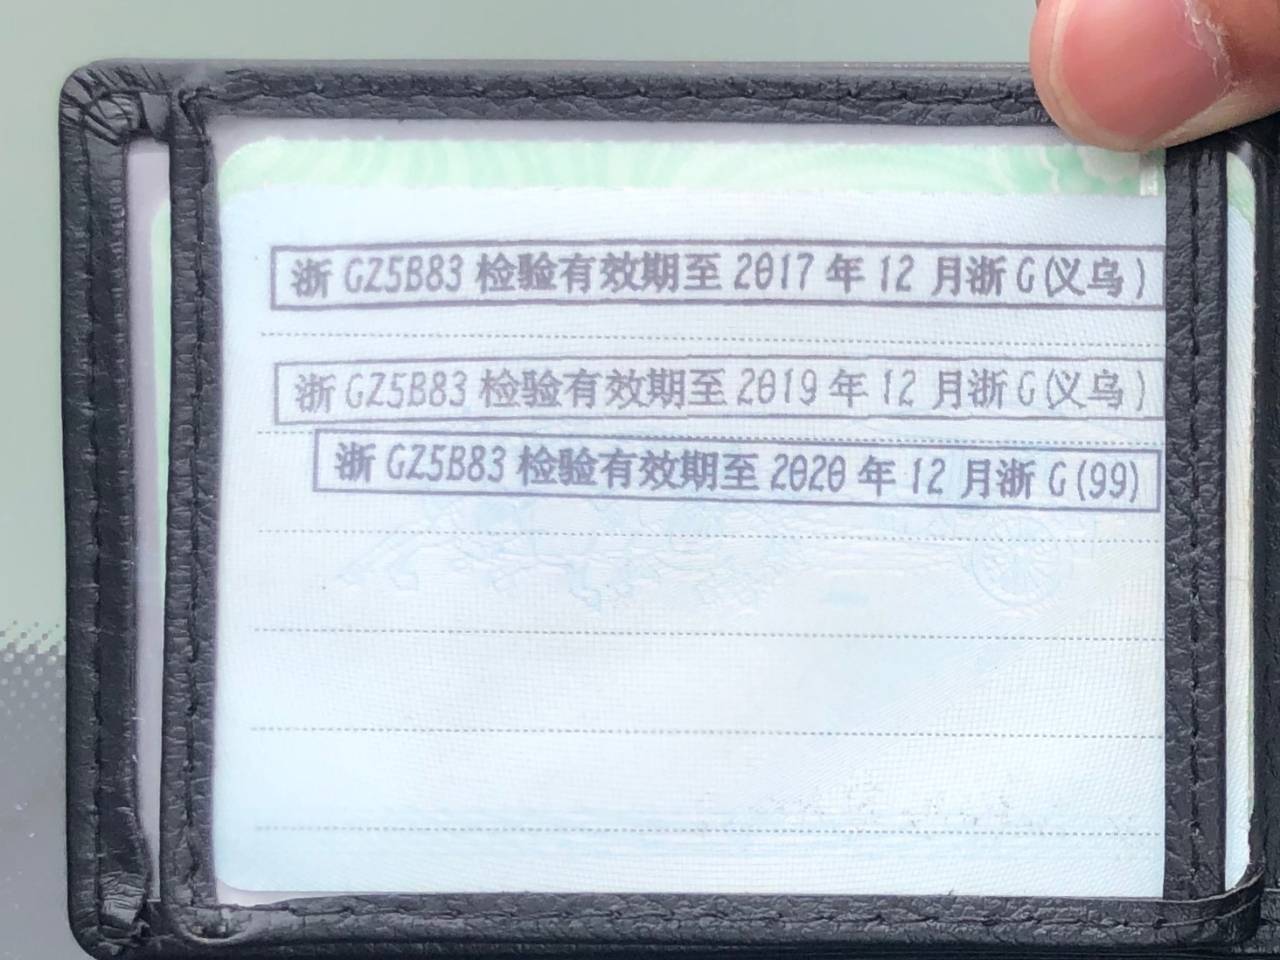 浙 GZ5B83 检验有效期至 2017 年 12 月浙 G(义乌)
浙 GZ5B83 检验有效期至 2019 年 12 月浙 G(义乌)
浙 GZ5B83 检验有效期至 2020 年 12 月浙 G(99)